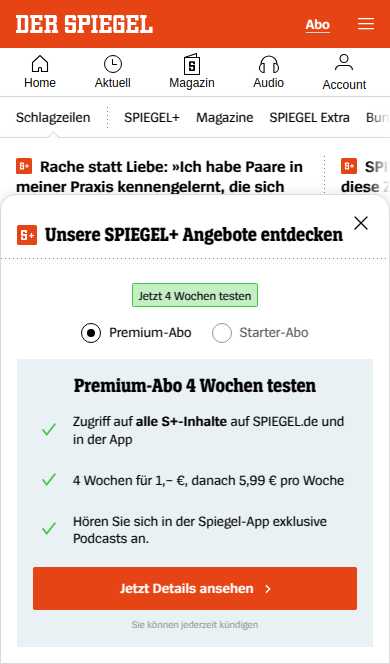 DER SPIEGEL
Abo
Home
Aktuell
Magazin
Audio
Account
Schlagzeilen
SPIEGEL+
Magazine
SPIEGEL Extra
S+ Rache statt Liebe: »Ich habe Paare in
meiner Praxis kennengelernt, die sich
S+
diese
S+ Unsere SPIEGEL+ Angebote entdecken
Jetzt 4 Wochen testen
Premium-Abo
Starter-Abo
Premium-Abo 4 Wochen testen
Zugriff auf alle S+-Inhalte auf SPIEGEL.de und
in der App
4 Wochen für 1,– €, danach 5,99 € pro Woche
Hören Sie sich in der Spiegel-App exklusive
Podcasts an.
Jetzt Details ansehen
Sie können jederzeit kündigen